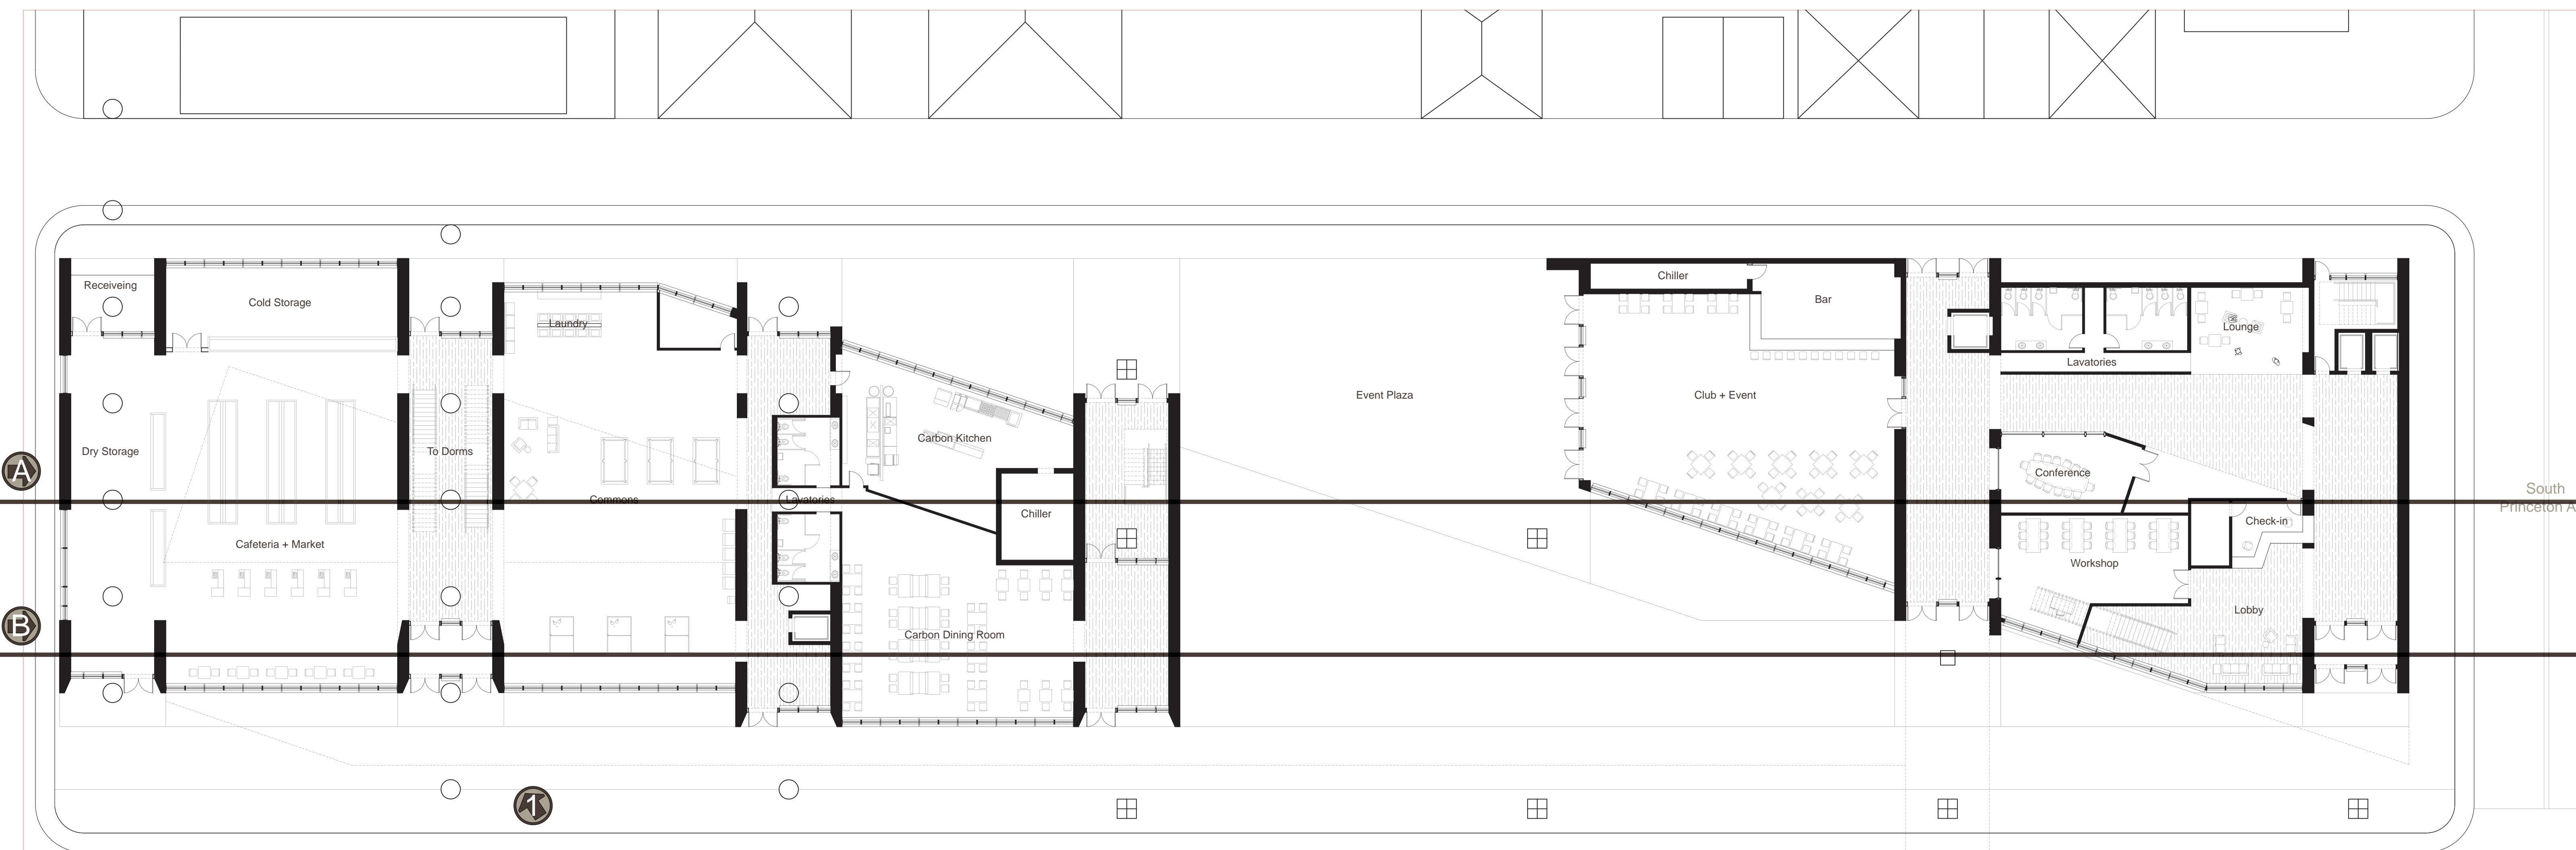 Receiveing
Cold Storage
Laundry
Chiller
Bar
Lounge
Lavatories
Event Plaza
Club + Event
Carbon Kitchen
Dry Storage
To Dorms
Conference
A
Commons
Lavatories
Chiller
South
Princeton A
Check-in
Cafeteria + Market
Workshop
Lobby
B
Carbon Dining Room
1